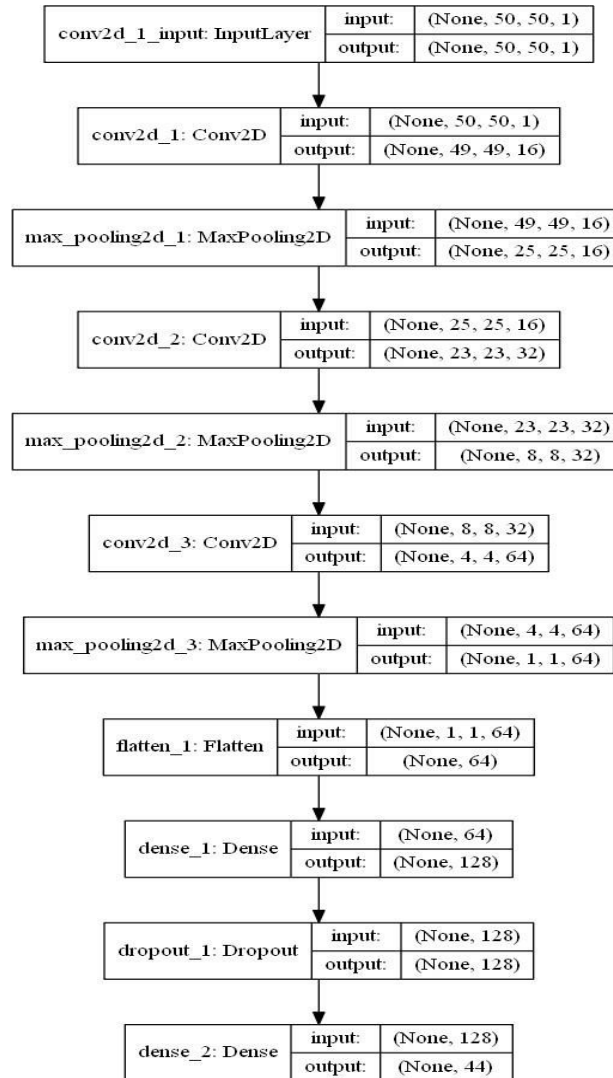 conv2d_1_input: InputLayer
input: (None, 50, 50, 1)
output: (None, 50, 50, 1)
conv2d_1: Conv2D
input: (None, 50, 50, 1)
output: (None, 49, 49, 16)
max_pooling2d_1: MaxPooling2D
input: (None, 49, 49, 16)
output: (None, 25, 25, 16)
conv2d_2: Conv2D
input: (None, 25, 25, 16)
output: (None, 23, 23, 32)
max_pooling2d_2: MaxPooling2D
input: (None, 23, 23, 32)
output: (None, 8, 8, 32)
conv2d_3: Conv2D
input: (None, 8, 8, 32)
output: (None, 4, 4, 64)
max_pooling2d_3: MaxPooling2D
input: (None, 4, 4, 64)
output: (None, 1, 1, 64)
flatten_1: Flatten
input: (None, 1, 1, 64)
output: (None, 64)
dense_1: Dense
input: (None, 64)
output: (None, 128)
dropout_1: Dropout
input: (None, 128)
output: (None, 128)
dense_2: Dense
input: (None, 128)
output: (None, 44)